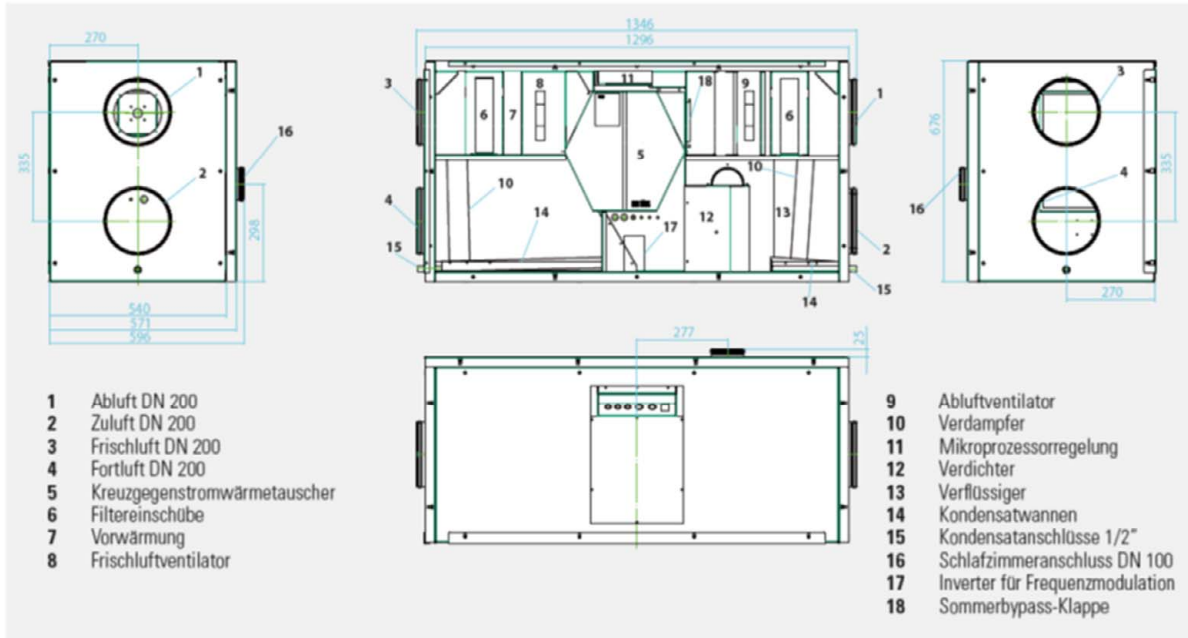 270
1
335
2
16
298
540
571
596
1346
1296
3
6
7
8
11
18
9
6
1
5
10
10
4
14
17
12
13
2
15
14
15
3
676
335
4
16
270
277
25
1 Abluft DN 200
2 Zuluft DN 200
3 Frischluft DN 200
4 Fortluft DN 200
5 Kreuzgegenstromwärmetauscher
6 Filtereinschübe
7 Vorwärmung
8 Frischluftventilator
9 Abluftventilator
10 Verdampfer
11 Mikroprozessorregelung
12 Verdichter
13 Verflüssiger
14 Kondensatwannen
15 Kondensatanschlüsse 1/2"
16 Schlafzimmeranschluss DN 100
17 Inverter für Frequenzmodulation
18 Sommerbypass-Klappe